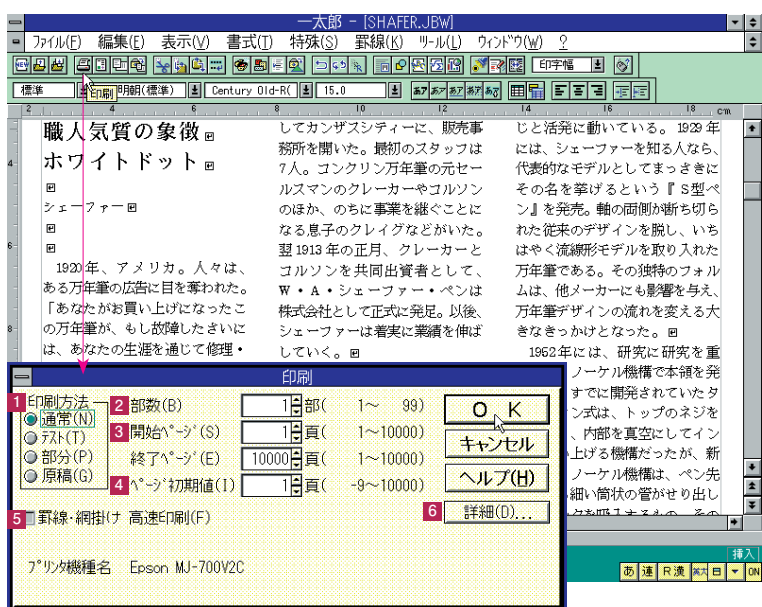 一太郎 - [SHAFER.JBW]
ファイル(F) 編集(E) 表示(V) 書式(T) 特殊(S) 罫線(K) ツール(L) ウィンドウ(W) ?
印字幅
標準 明朝(標準) Century Old-R( 15.0
印刷
2 4 6 8 10 12 14 16 18 cm
職人気質の象徴
ホワイトドット
シェーファー
1920年、アメリカ。人々は、
ある万年筆の広告に目を奪われた。
「あなたがお買い上げになったこ
の万年筆が、もし故障したさいに
は、あなたの生涯を通じて修理・
してカンザスシティーに、販売事
務所を開いた。最初のスタッフは
7人。コンクリン万年筆の元セー
ルスマンのクレーカーやコルソン
のほか、のちに事業を継ぐことに
なる息子のクレイグなどがいた。
翌1913年の正月、クレーカーと
コルソンを共同出資者として、
W・A・シェーファー・ペンは
株式会社として正式に発足。以後、
シェーファーは着実に業績を伸ば
していく。
じと活発に動いている。1929年
には、シェーファーを知る人なら、
代表的なモデルとしてまっさきに
その名を挙げるという『S型ペ
ン』を発売。軸の両側が断ち切ら
れた従来のデザインを脱し、いち
はやく流線形モデルを取り入れた
万年筆である。その独特のフォル
ムは、他メーカーにも影響を与え、
万年筆デザインの流れを変える大
きなきっかけとなった。
1952年には、研究に研究を重
ノーケル機構で本領を発
すでに開発されていたタ
ン式は、トップのネジを
、内部を真空にしてイン
上げる機構だったが、新
ノーケル機構は、ペン先
細い筒状の管がせり出し
4
6
8
印刷
1 印刷方法
通常(N)
テスト(T)
部分(P)
原稿(G)
2 部数(B) 1 部( 1～ 99)
3 開始ページ(S) 1 頁( 1～10000)
終了ページ(E) 10000 頁( 1～10000)
4 ページ初期値(I) 1 頁( -9～10000)
5 罫線・網掛け 高速印刷(F)
プリンタ機種名 Epson MJ-700V2C
OK
キャンセル
ヘルプ(H)
6 詳細(D)...
挿入
あ 連 R漢 英大 日 ON